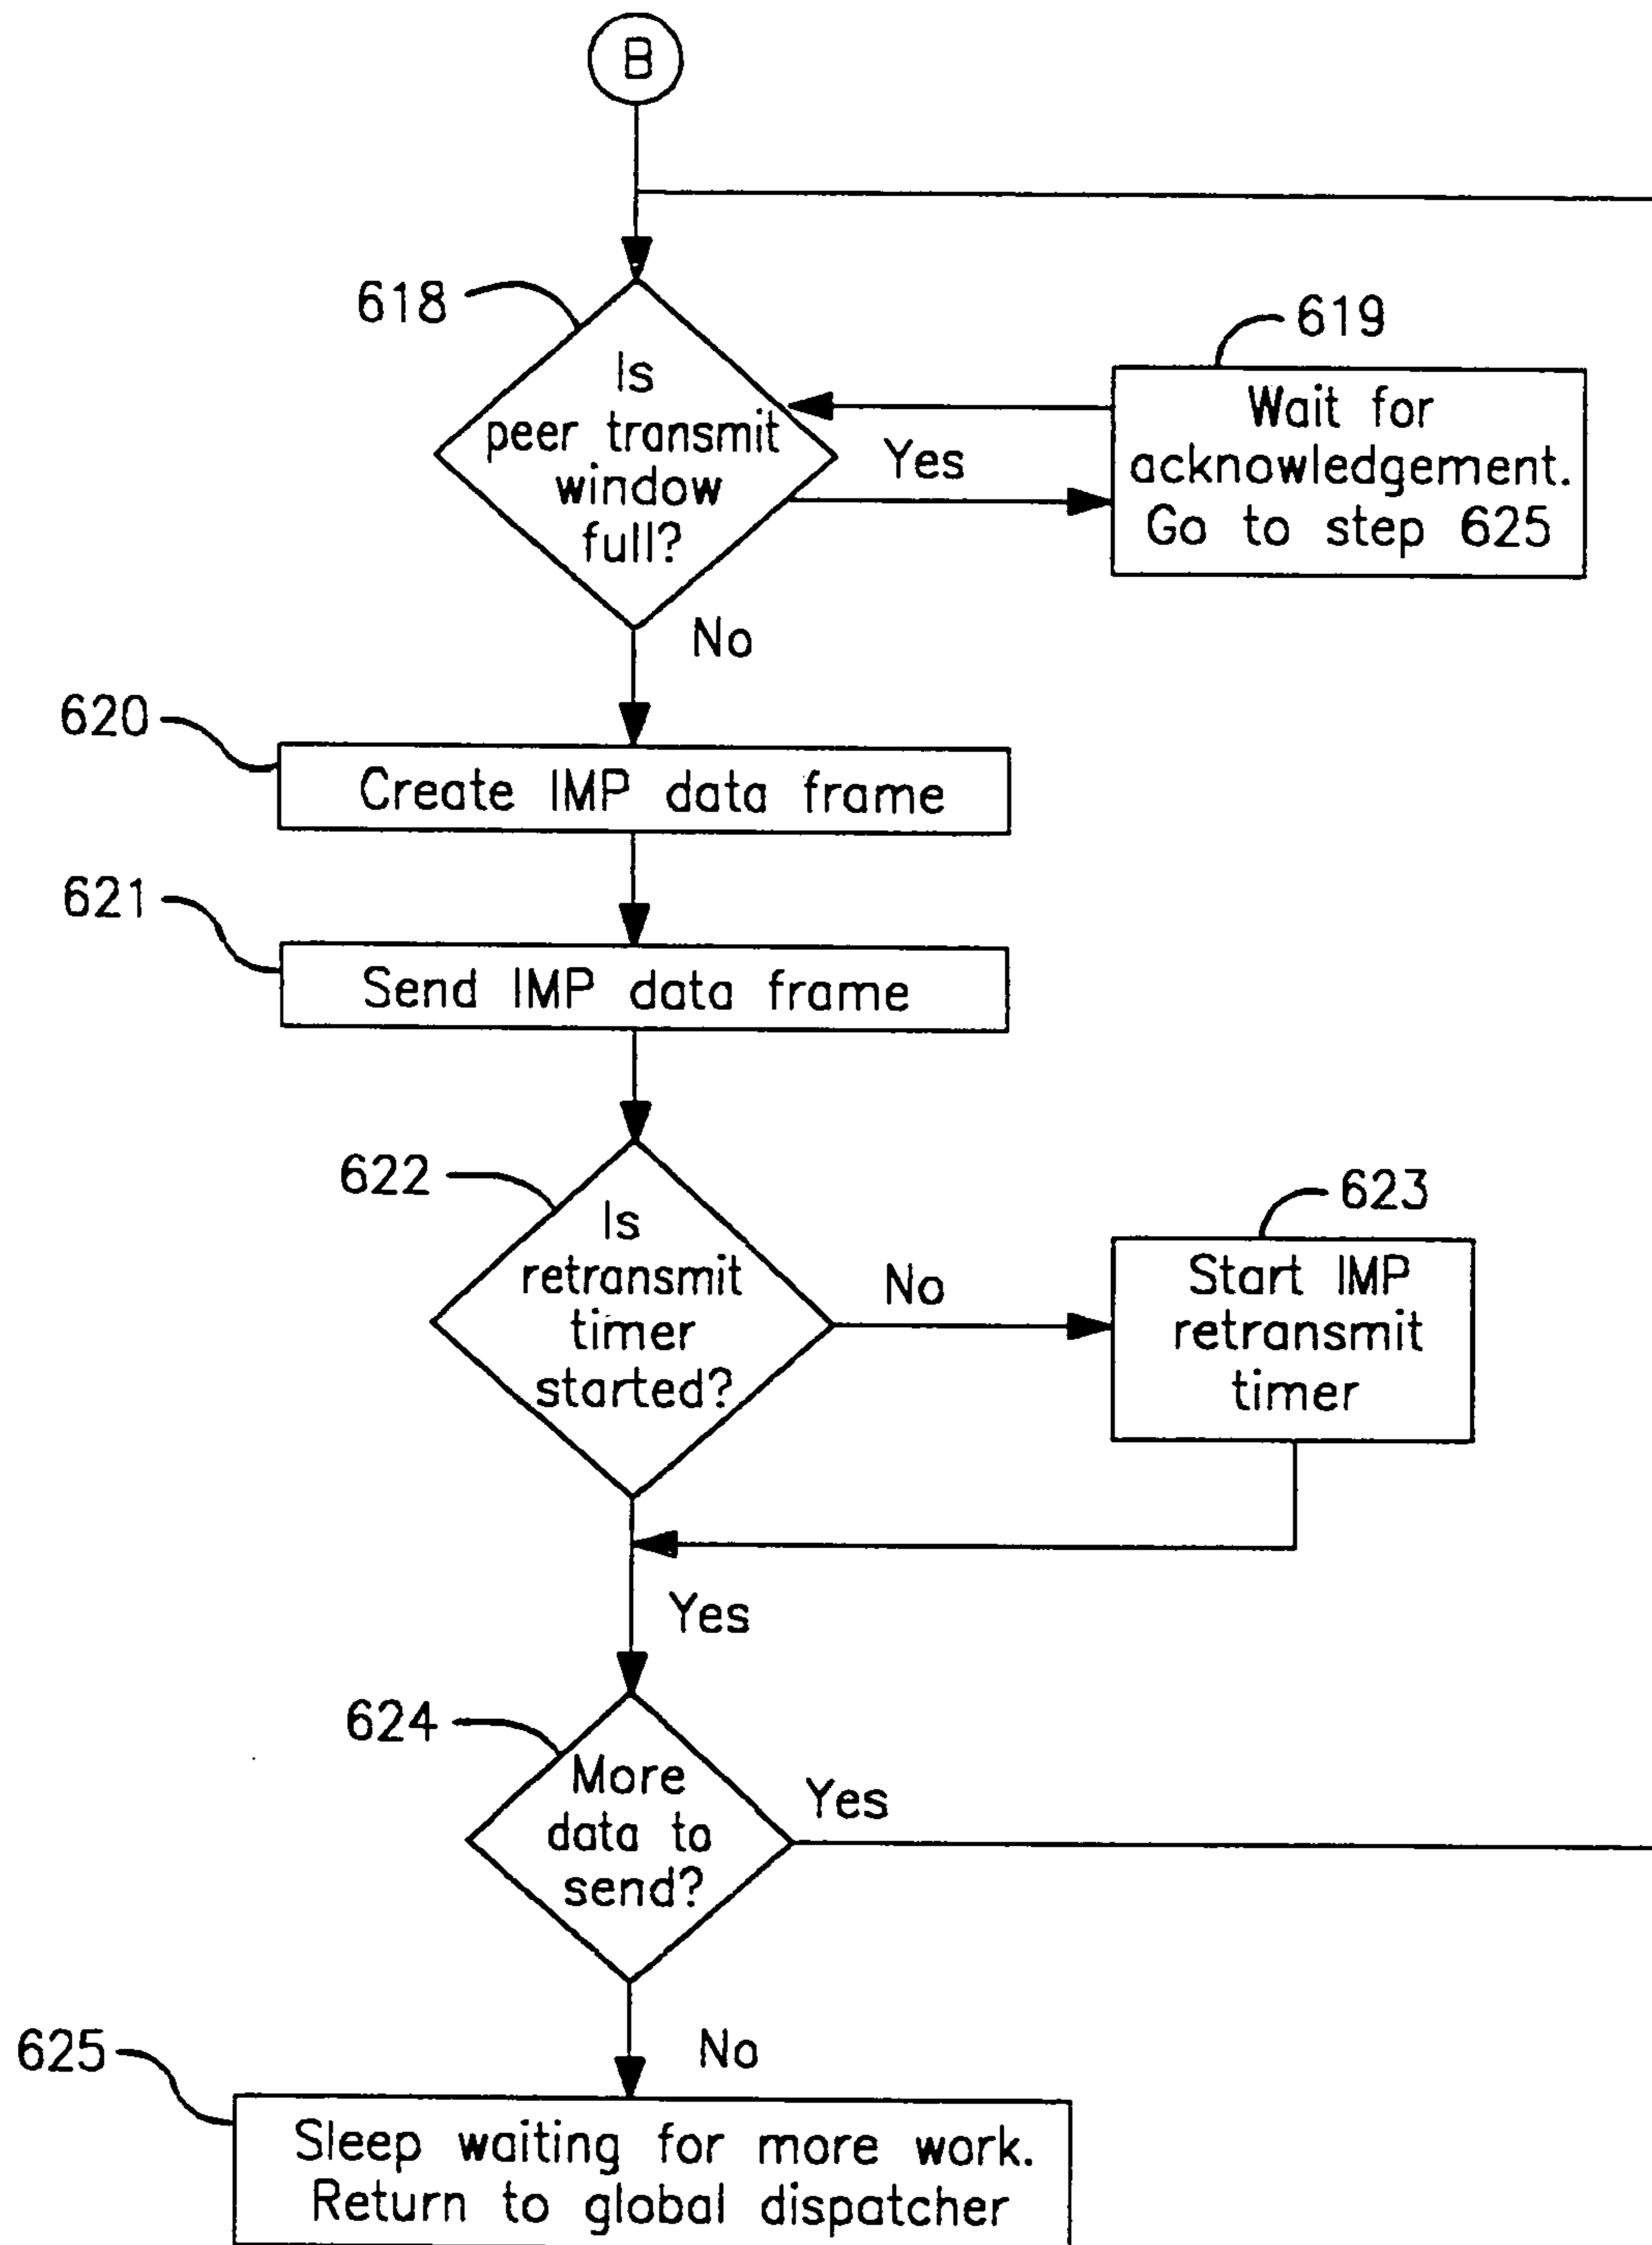 B
618
Is
peer transmit
window
full?
Yes
619
Wait for
acknowledgement.
Go to step 625
No
620
Create IMP data frame
621
Send IMP data frame
622
Is
retransmit
timer
started?
No
623
Start IMP
retransmit
timer
Yes
624
More
data to
send?
Yes
No
625
Sleep waiting for more work.
Return to global dispatcher